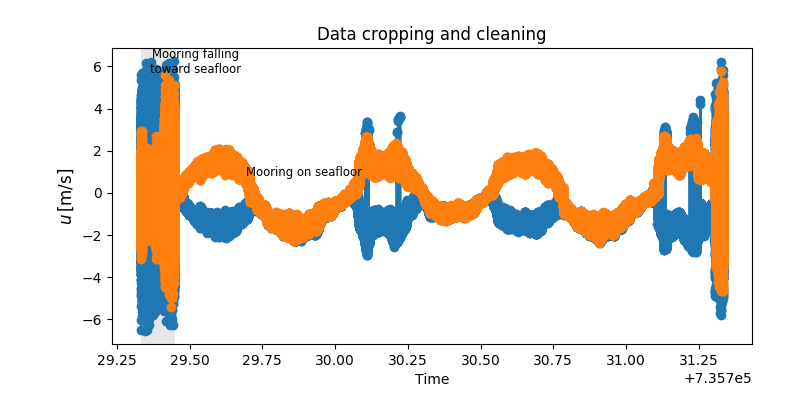 Data cropping and cleaning
Mooring falling
toward seafloor
Mooring on seafloor
u [m/s]
6
4
2
0
−2
−4
−6
29.25 29.50 29.75 30.00 30.25 30.50 30.75 31.00 31.25
+7.357e5
Time